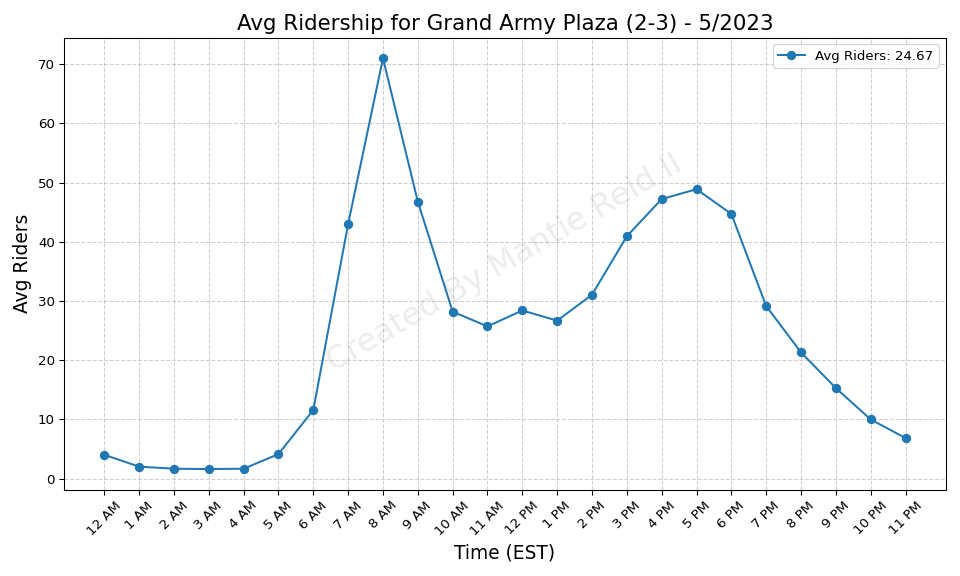 Avg Ridership for Grand Army Plaza (2-3) - 5/2023
Avg Riders: 24.67
70
60
50
40
30
20
10
0
Avg Riders
Created By Mantie Reid II
12 AM
1 AM
2 AM
3 AM
4 AM
5 AM
6 AM
7 AM
8 AM
9 AM
10 AM
11 AM
12 PM
1 PM
2 PM
3 PM
4 PM
5 PM
6 PM
7 PM
8 PM
9 PM
10 PM
11 PM
Time (EST)